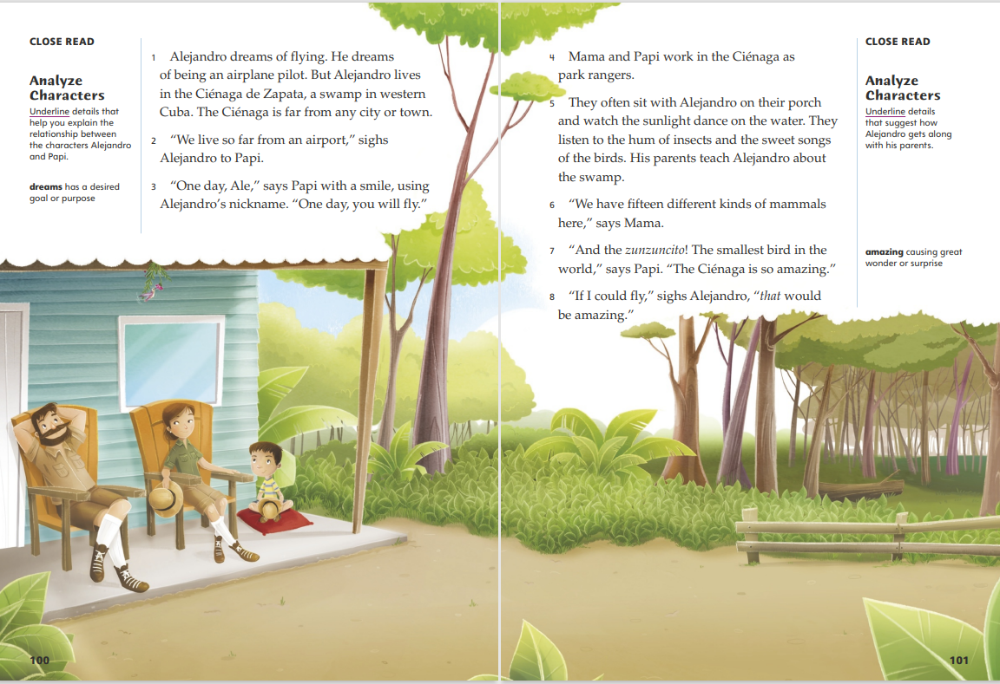 CLOSE READ
Analyze
Characters
Underline details that
help you explain the
relationship between
the characters Alejandro
and Papi.
dreams has a desired
goal or purpose
1 Alejandro dreams of flying. He dreams
of being an airplane pilot. But Alejandro lives
in the Ciénaga de Zapata, a swamp in western
Cuba. The Ciénaga is far from any city or town.
2 “We live so far from an airport,” sighs
Alejandro to Papi.
3 “One day, Ale,” says Papi with a smile, using
Alejandro’s nickname. “One day, you will fly.”
100
4 Mama and Papi work in the Ciénaga as
park rangers.
5 They often sit with Alejandro on their porch
and watch the sunlight dance on the water. They
listen to the hum of insects and the sweet songs
of the birds. His parents teach Alejandro about
the swamp.
6 “We have fifteen different kinds of mammals
here,” says Mama.
7 “And the zunzuncito! The smallest bird in the
world,” says Papi. “The Ciénaga is so amazing.”
8 “If I could fly,” sighs Alejandro, “that would
be amazing.”
CLOSE READ
Analyze
Characters
Underline details
that suggest how
Alejandro gets along
with his parents.
amazing causing great
wonder or surprise
101